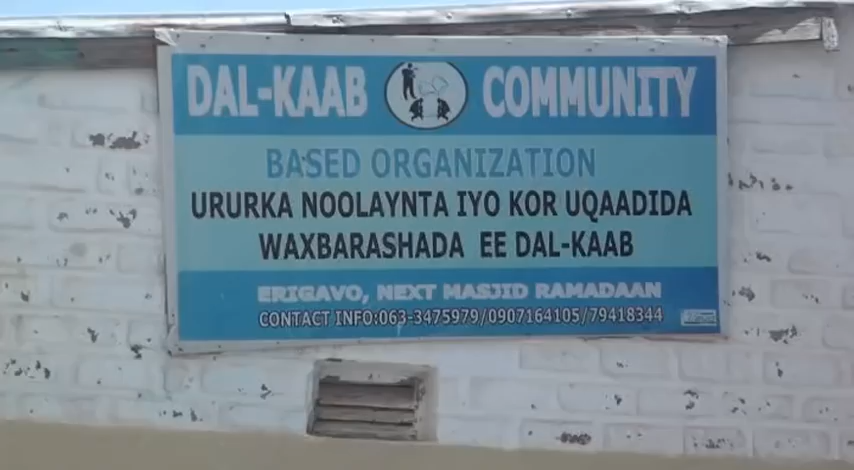 DAL-KAAB COMMUNITY
BASED ORGANIZATION
URURKA NOOLAYNTA IYO KOR UQAADIDA
WAXBARASHADA EE DAL-KAAB
ERIGAVO, NEXT MASJID RAMADAAN
CONTACT INFO:063-3475979/0907164105/79418344